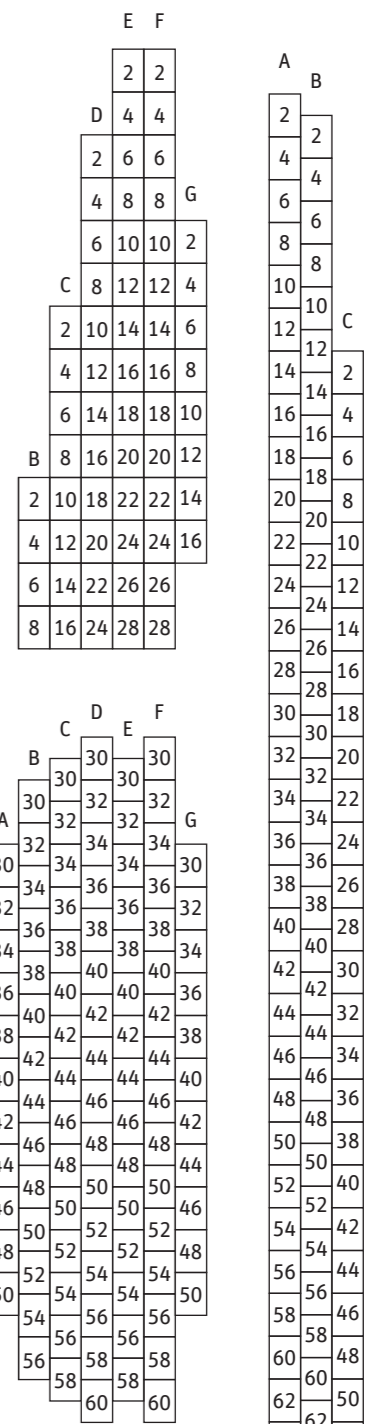 E F
2 2
D 4 4
2 6 6
4 8 8 G
6 10 10 2
C 8 12 12 4
2 10 14 14 6
4 12 16 16 8
6 14 18 18 10
B 8 16 20 20 12
2 10 18 22 22 14
4 12 20 24 24 16
6 14 22 26 26
8 16 24 28 28
D F
C E
30 30
B 30 30
30 32 32
A 32 32 G
32 34 34
30 34 34 30
34 36 36
32 36 36 32
36 38 38
34 38 38 34
38 40 40
36 40 40 36
40 42 42
38 42 42 38
42 44 44
40 44 44 40
44 46 46
42 46 46 42
46 48 48
44 48 48 44
48 50 50
46 50 50 46
50 52 52
48 52 52 48
52 54 54
50 54 54 50
54 56 56
56 56
56 58 58
58 58
60 60
A
B
2
2
4
4
6
6
8
8
10
10
12 C
12
14 2
14
16 4
16
18 6
18
20 8
20
22 10
22
24 12
24
26 14
26
28 16
28
30 18
30
32 20
32
34 22
34
36 24
36
38 26
38
40 28
40
42 30
42
44 32
44
46 34
46
48 36
48
50 38
50
52 40
52
54 42
54
56 44
56
58 46
58
60 48
60
62 50
62